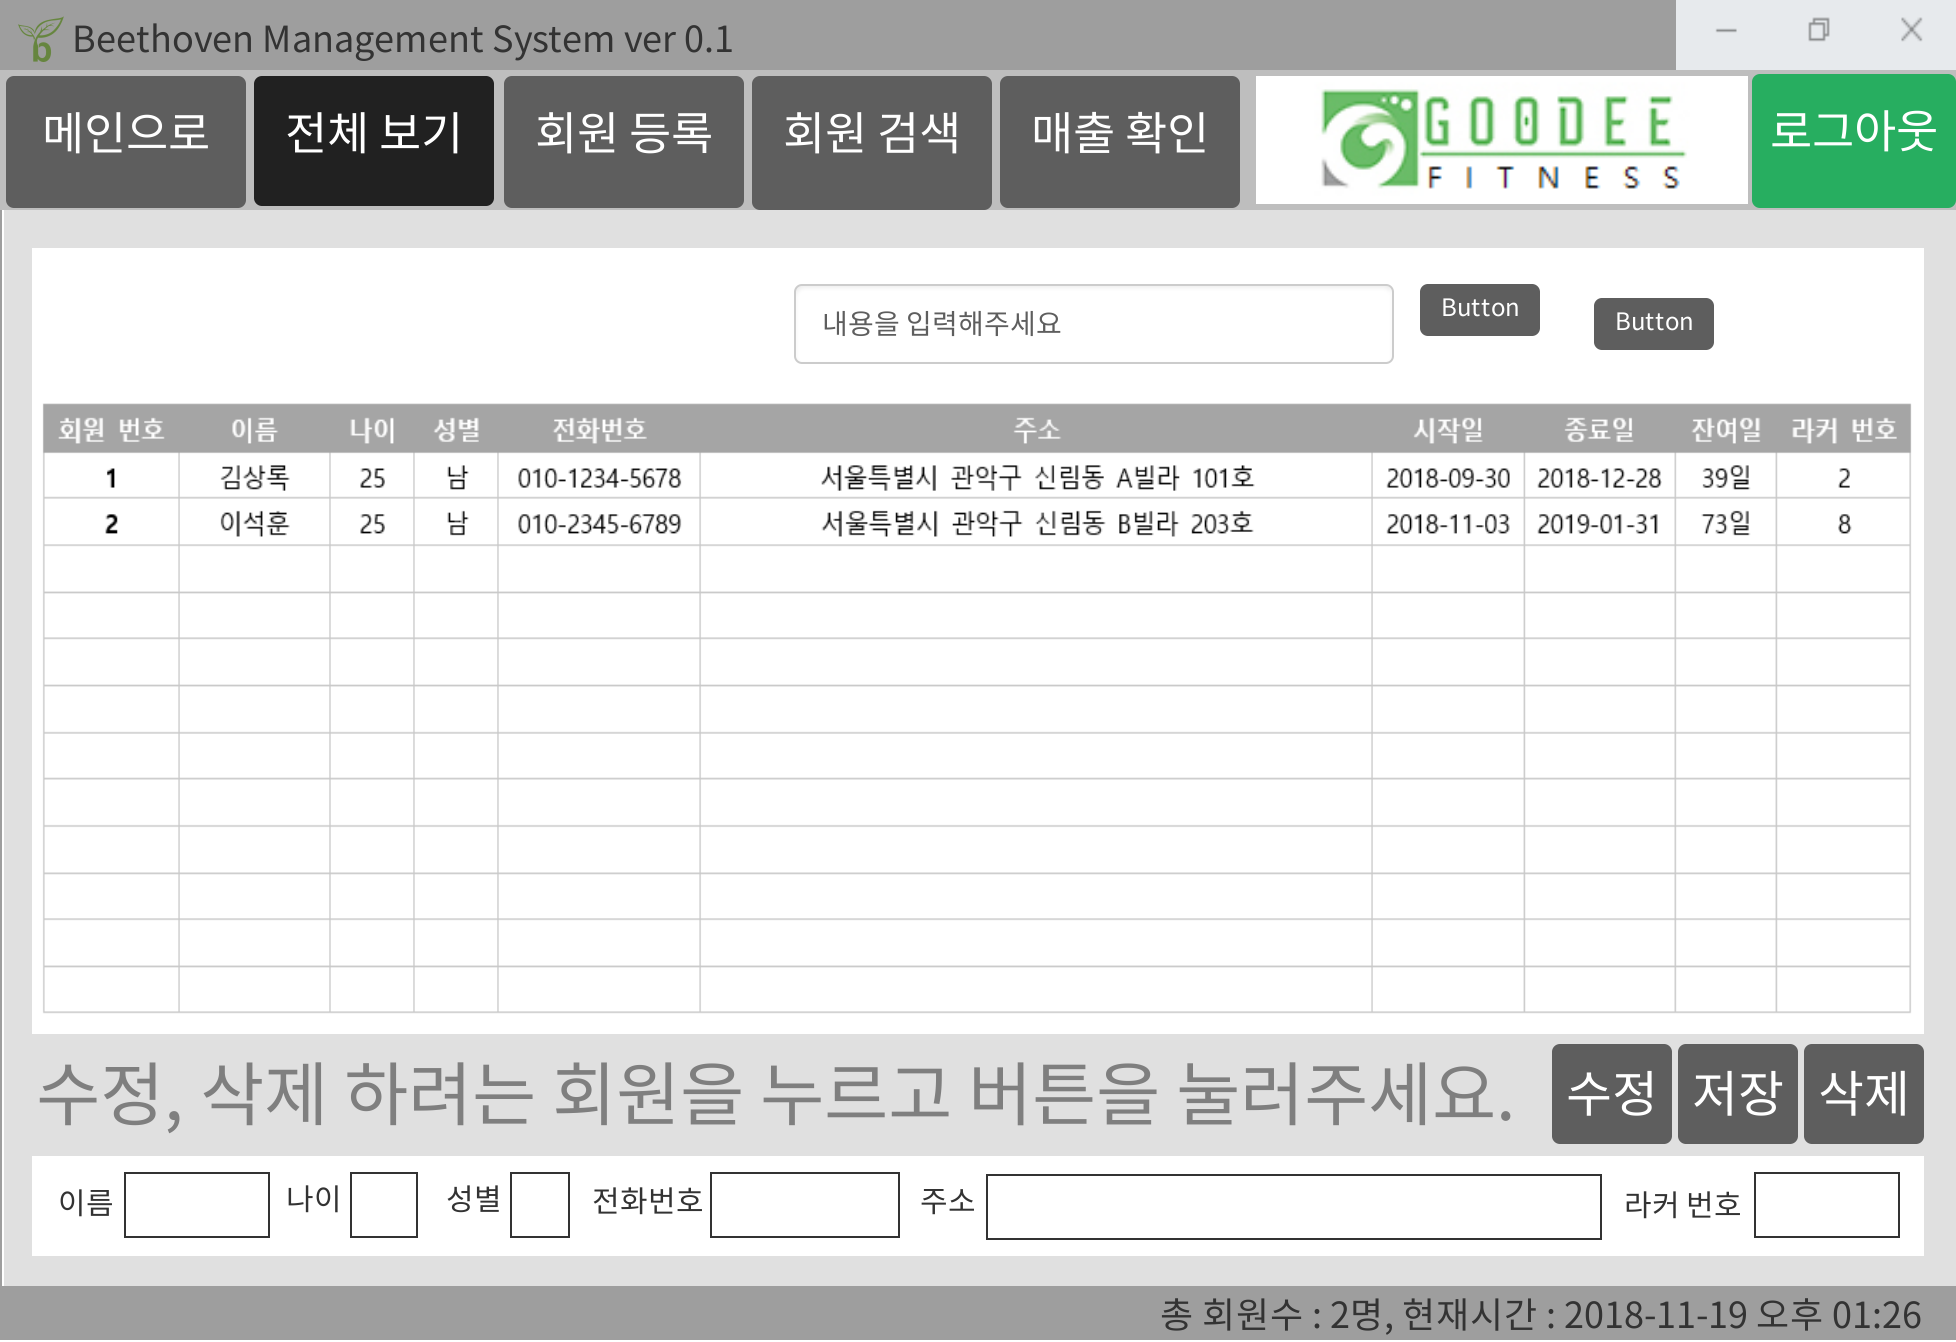 Beethoven Management System ver 0.1
메인으로 전체 보기 회원 등록 회원 검색 매출 확인 GOODEE 로그아웃
FITNESS
내용을 입력해주세요 Button Button
회원 번호 이름 나이 성별 전화번호 주소 시작일 종료일 잔여일 라커 번호
1 김상록 25 남 010-1234-5678 서울특별시 관악구 신림동 A빌라 101호 2018-09-30 2018-12-28 39일 2
2 이석훈 25 남 010-2345-6789 서울특별시 관악구 신림동 B빌라 203호 2018-11-03 2019-01-31 73일 8
수정, 삭제 하려는 회원을 누르고 버튼을 눌러주세요. 수정 저장 삭제
이름 나이 성별 전화번호 주소 라커 번호
총 회원수 : 2명, 현재시간 : 2018-11-19 오후 01:26